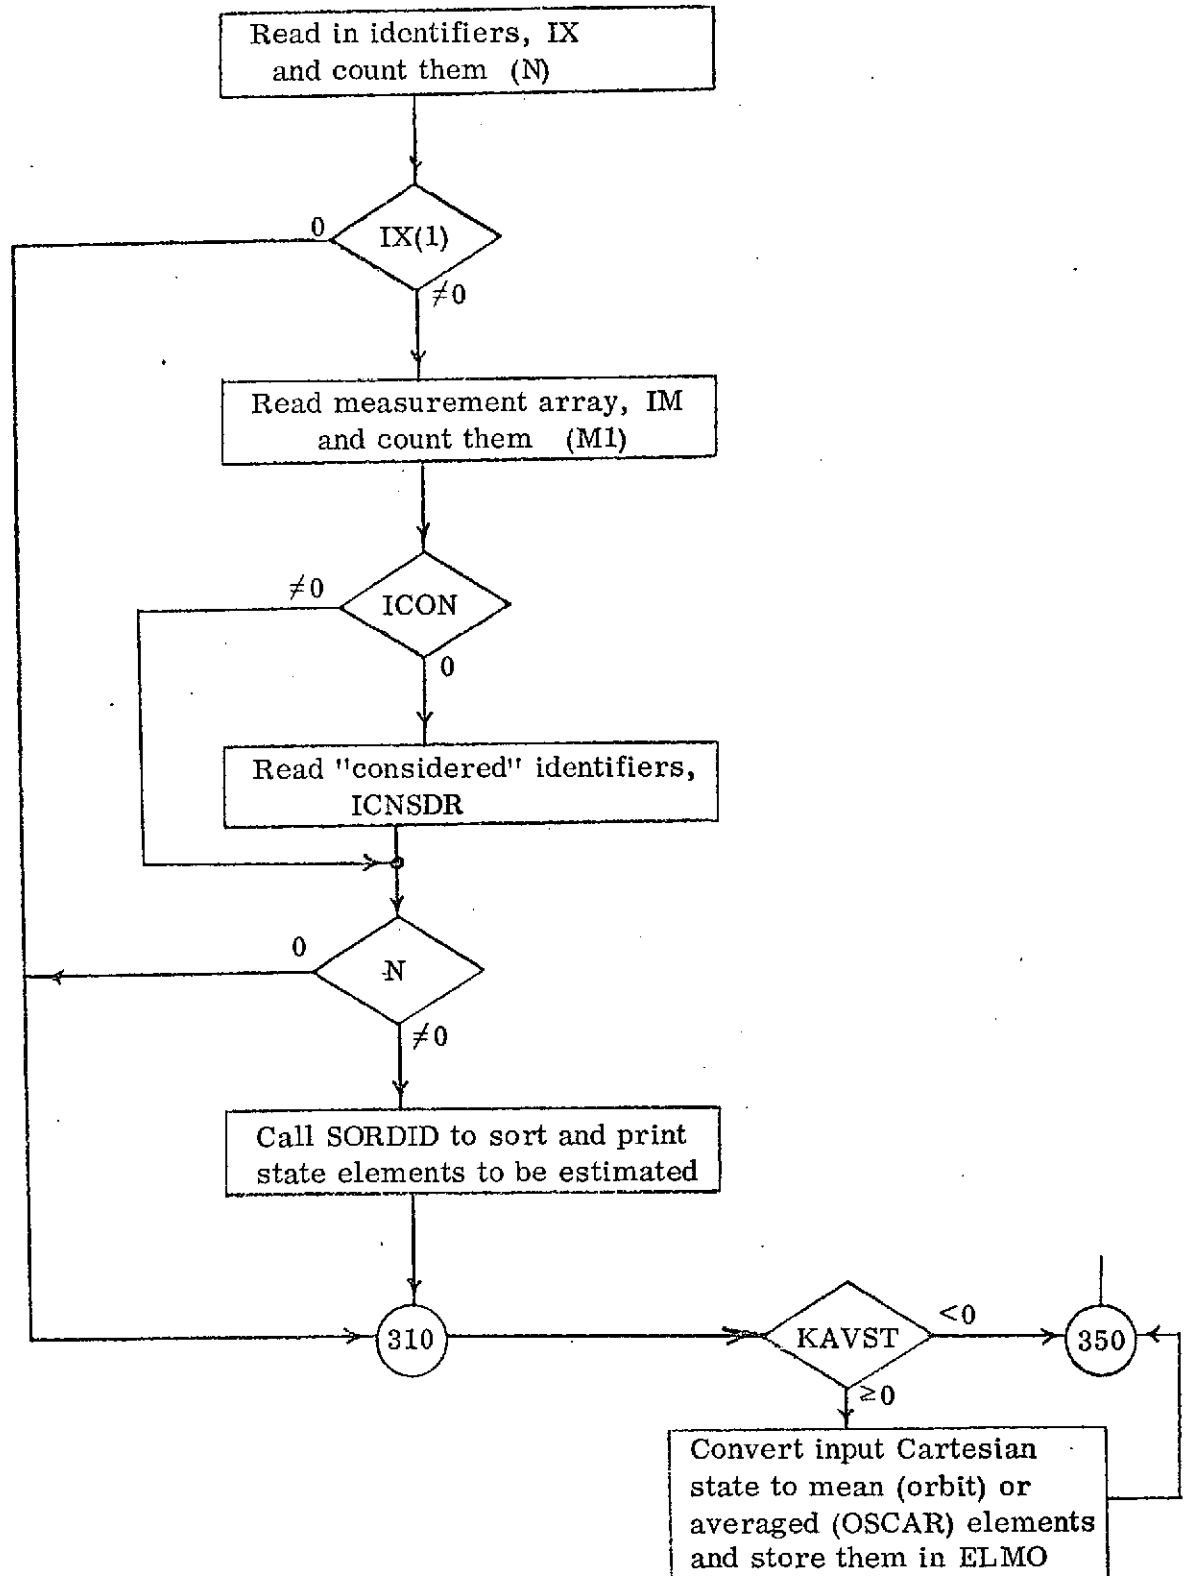 Read in identifiers, IX
and count them (N)
0
IX(1)
≠0
Read measurement array, IM
and count them (M1)
≠0
ICON
0
Read "considered" identifiers,
ICNSDR
0
N
≠0
Call SORDID to sort and print
state elements to be estimated
310
KAVST
<0
350
≥0
Convert input Cartesian
state to mean (orbit) or
averaged (OSCAR) elements
and store them in ELMO